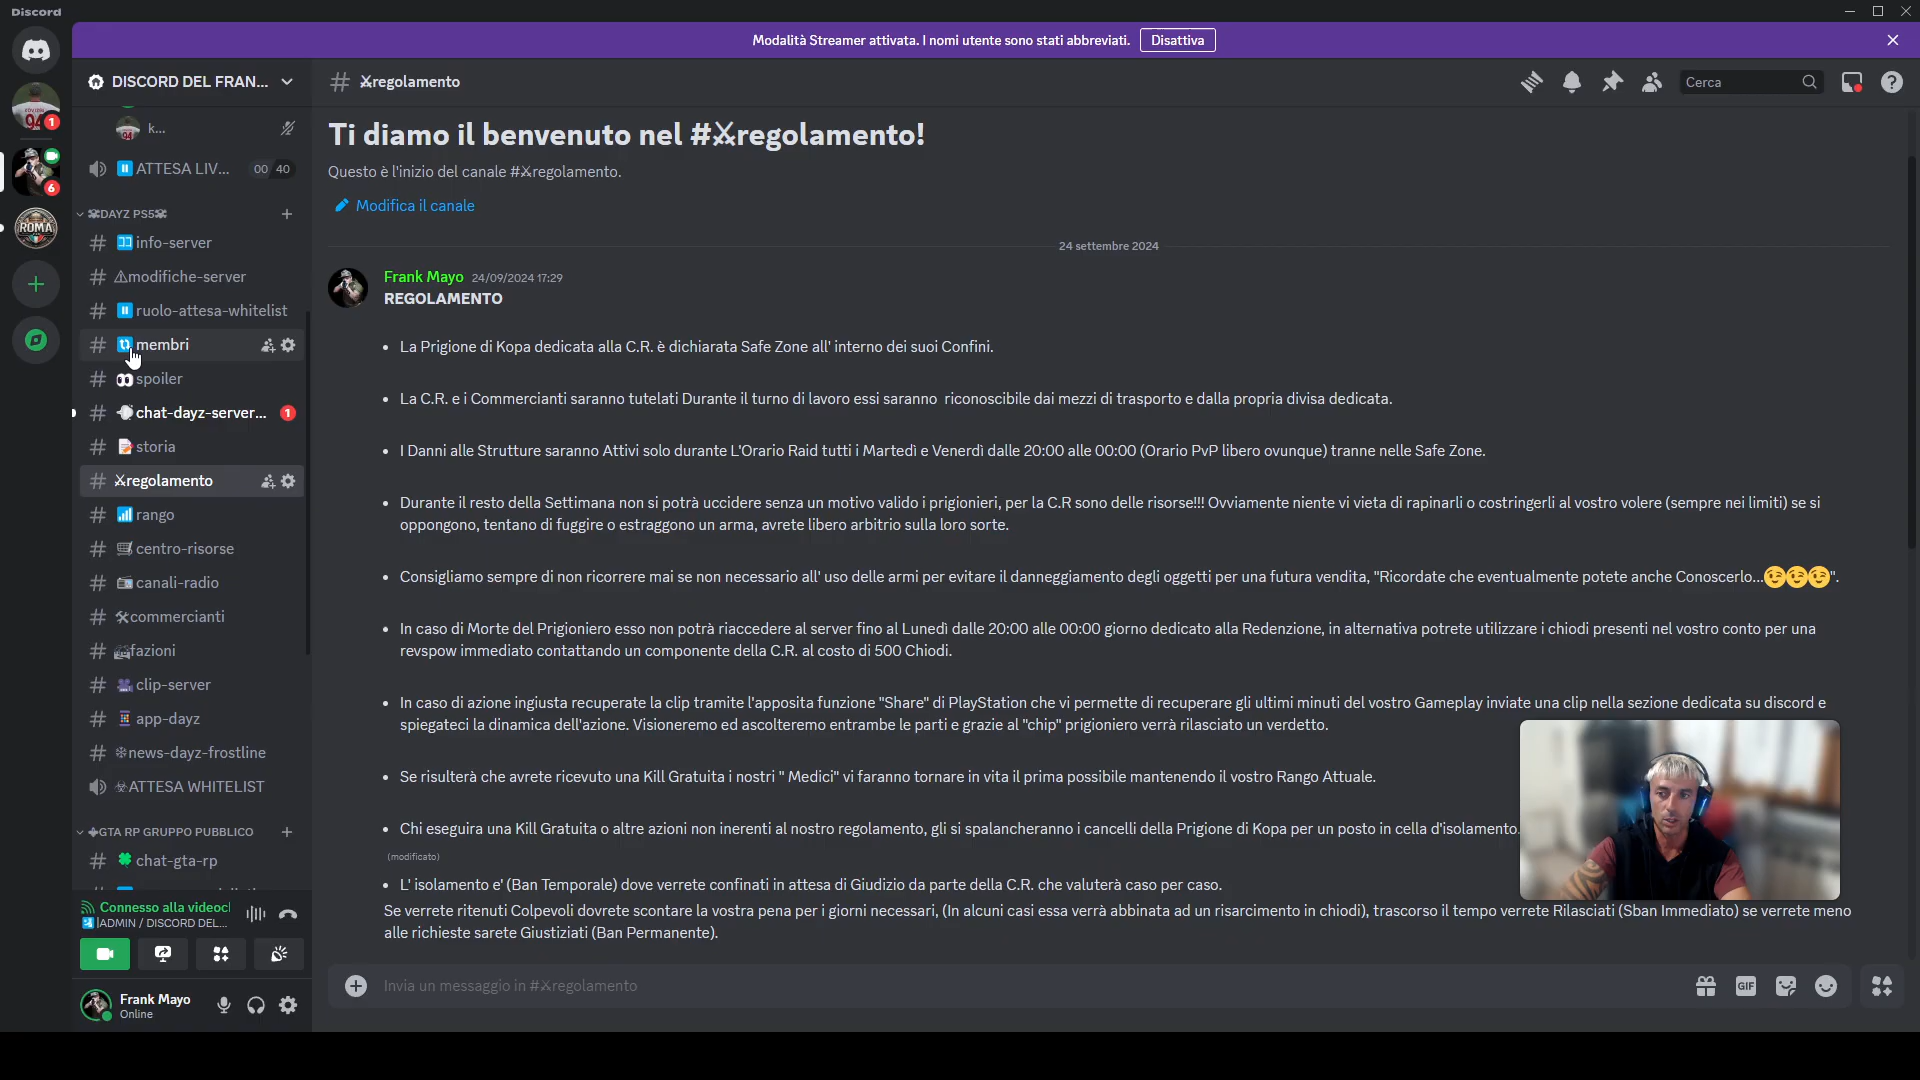 Discord
Modalità Streamer attivata. I nomi utente sono stati abbreviati. Disattiva
DISCORD DEL FRAN...
regolamento
Cerca
k...
ATTESA LIV... 00 40
DAYZ PS5
info-server
modifiche-server
ruolo-attesa-whitelist
membri
spoiler
chat-dayz-server... 1
storia
regolamento
rango
centro-risorse
canali-radio
commercianti
fazioni
clip-server
app-dayz
news-dayz-frostline
ATTESA WHITELIST
GTA RP GRUPPO PUBBLICO
chat-gta-rp
1
6
ROMA
Connesso alla videoc
ADMIN / DISCORD DEL...
Frank Mayo
Online
Ti diamo il benvenuto nel #⚔regolamento!
Questo è l'inizio del canale #⚔regolamento.
Modifica il canale
24 settembre 2024
Frank Mayo 24/09/2024 17:29
REGOLAMENTO
• La Prigione di Kopa dedicata alla C.R. è dichiarata Safe Zone all' interno dei suoi Confini.
• La C.R. e i Commercianti saranno tutelati Durante il turno di lavoro essi saranno riconoscibile dai mezzi di trasporto e dalla propria divisa dedicata.
• I Danni alle Strutture saranno Attivi solo durante L'Orario Raid tutti i Martedì e Venerdì dalle 20:00 alle 00:00 (Orario PvP libero ovunque) tranne nelle Safe Zone.
• Durante il resto della Settimana non si potrà uccidere senza un motivo valido i prigionieri, per la C.R sono delle risorse!!! Ovviamente niente vi vieta di rapinarli o costringerli al vostro volere (sempre nei limiti) se si
oppongono, tentano di fuggire o estraggono un arma, avrete libero arbitrio sulla loro sorte.
• Consigliamo sempre di non ricorrere mai se non necessario all' uso delle armi per evitare il danneggiamento degli oggetti per una futura vendita, "Ricordate che eventualmente potete anche Conoscerlo...😉😉😉".
• In caso di Morte del Prigioniero esso non potrà riaccedere al server fino al Lunedì dalle 20:00 alle 00:00 giorno dedicato alla Redenzione, in alternativa potrete utilizzare i chiodi presenti nel vostro conto per una
revspow immediato contattando un componente della C.R. al costo di 500 Chiodi.
• In caso di azione ingiusta recuperate la clip tramite l'apposita funzione "Share" di PlayStation che vi permette di recuperare gli ultimi minuti del vostro Gameplay inviate una clip nella sezione dedicata su discord e
spiegateci la dinamica dell'azione. Visioneremo ed ascolteremo entrambe le parti e grazie al "chip" prigioniero verrà rilasciato un verdetto.
• Se risulterà che avrete ricevuto una Kill Gratuita i nostri " Medici" vi faranno tornare in vita il prima possibile mantenendo il vostro Rango Attuale.
• Chi eseguira una Kill Gratuita o altre azioni non inerenti al nostro regolamento, gli si spalancheranno i cancelli della Prigione di Kopa per un posto in cella d'isolamento.
(modificato)
• L' isolamento e' (Ban Temporale) dove verrete confinati in attesa di Giudizio da parte della C.R. che valuterà caso per caso.
Se verrete ritenuti Colpevoli dovrete scontare la vostra pena per i giorni necessari, (In alcuni casi essa verrà abbinata ad un risarcimento in chiodi), trascorso il tempo verrete Rilasciati (Sban Immediato) se verrete meno
alle richieste sarete Giustiziati (Ban Permanente).
Invia un messaggio in #⚔regolamento
GIF